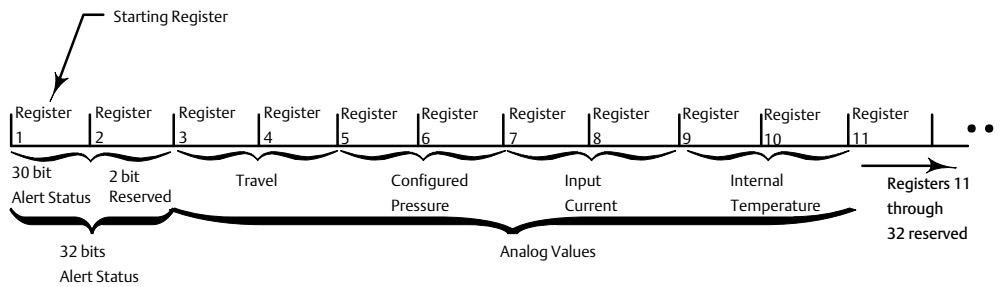 Starting Register
Register Register Register Register Register Register Register Register Register Register Register
1 2 3 4 5 6 7 8 9 10 11
30 bit 2 bit Travel Configured Input Internal Registers 11
Alert Status Reserved Pressure Current Temperature through
32 reserved
32 bits Analog Values
Alert Status